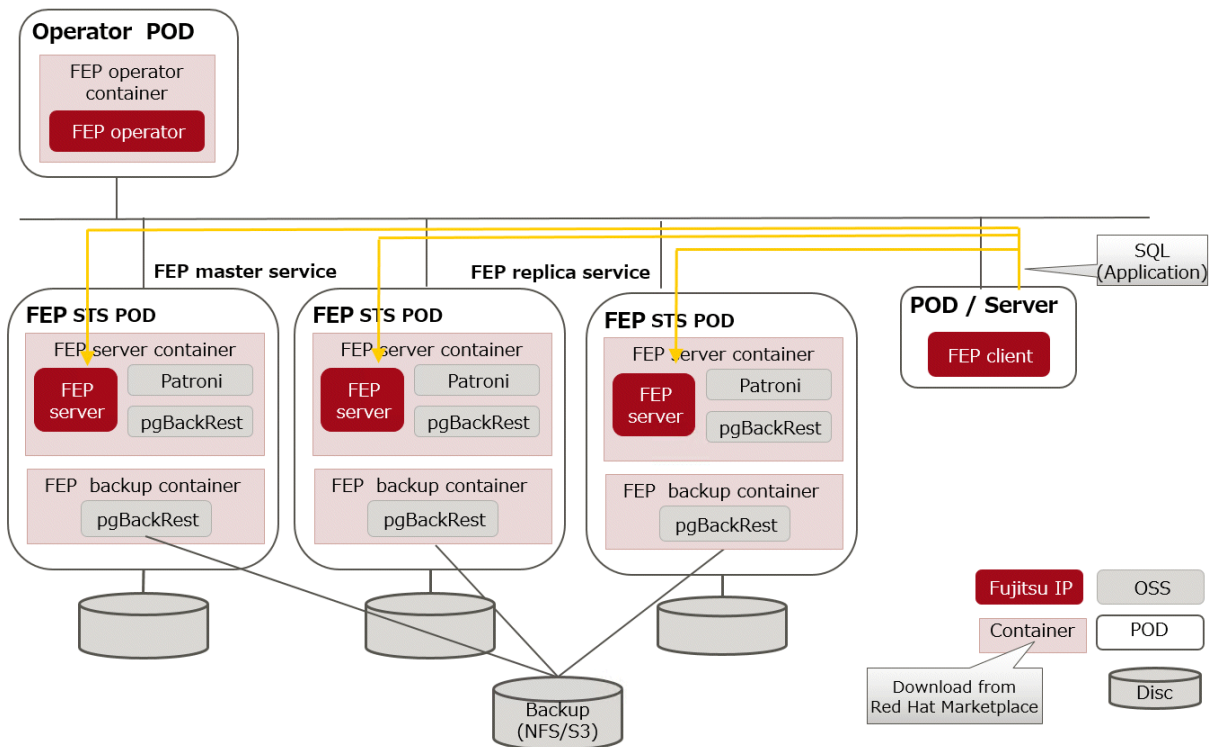 Operator POD
FEP operator
container
FEP operator
FEP master service
FEP replica service
SQL
(Application)
FEP STS POD
FEP server container
FEP
server
Patroni
pgBackRest
FEP backup container
pgBackRest
FEP STS POD
FEP server container
FEP
server
Patroni
pgBackRest
FEP backup container
pgBackRest
FEP STS POD
FEP server container
FEP
server
Patroni
pgBackRest
FEP backup container
pgBackRest
POD / Server
FEP client
Backup
(NFS/S3)
Fujitsu IP
OSS
Container
POD
Download from
Red Hat Marketplace
Disc